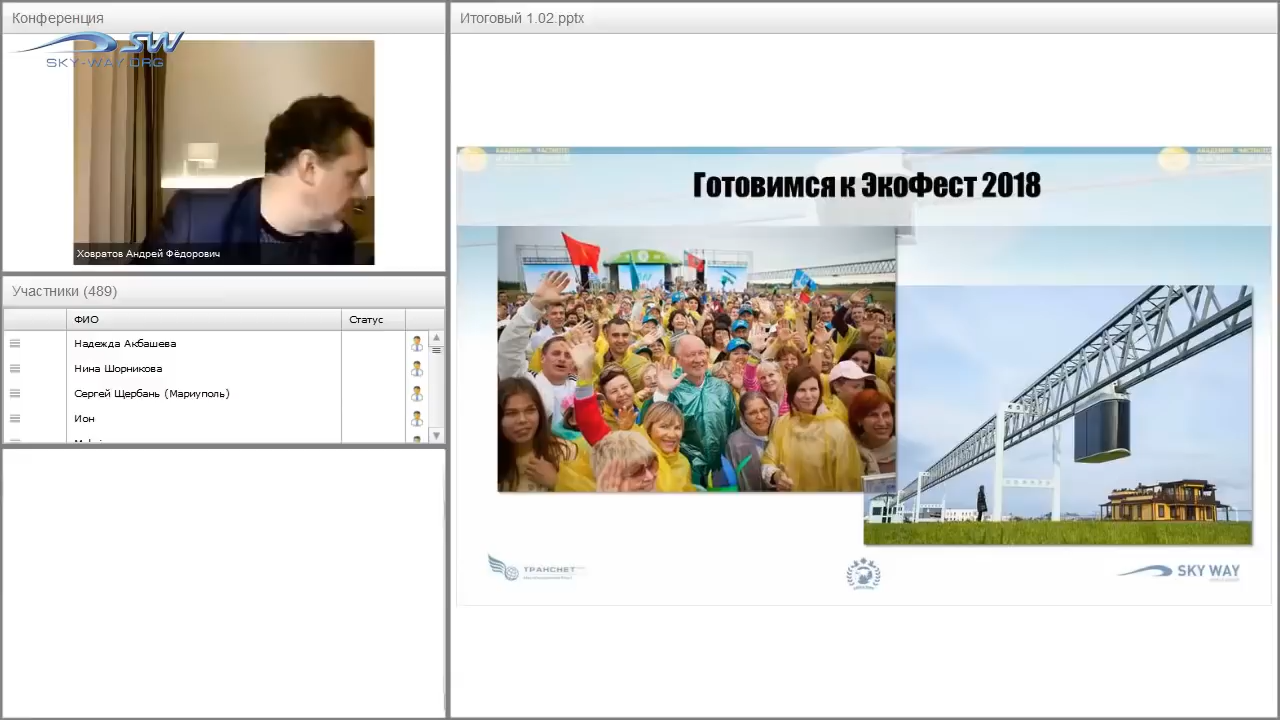 Конференция
SW
SKY-WAY.ORG
Ховратов Андрей Фёдорович
Участники (489)
ФИО
Статус
Надежда Акбашева
Нина Шорникова
Сергей Щербань (Мариуполь)
Ион
Итоговый 1.02.pptx
Готовимся к ЭкоФест 2018
ТРАНСНЕТ
SKY WAY